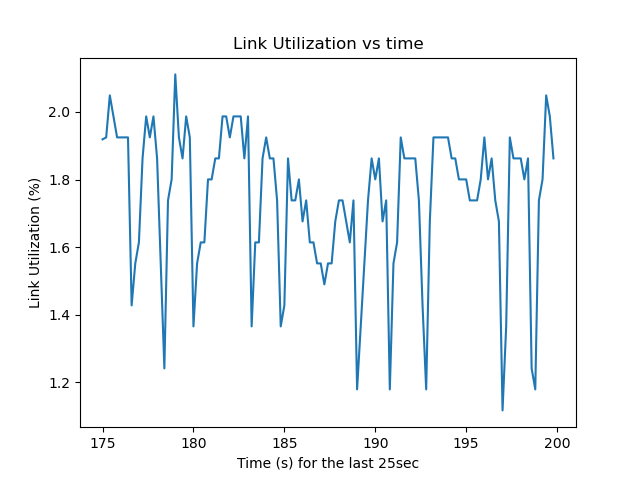 Link Utilization vs time
Link Utilization (%)
2.0
1.8
1.6
1.4
1.2
175 180 185 190 195 200
Time (s) for the last 25sec